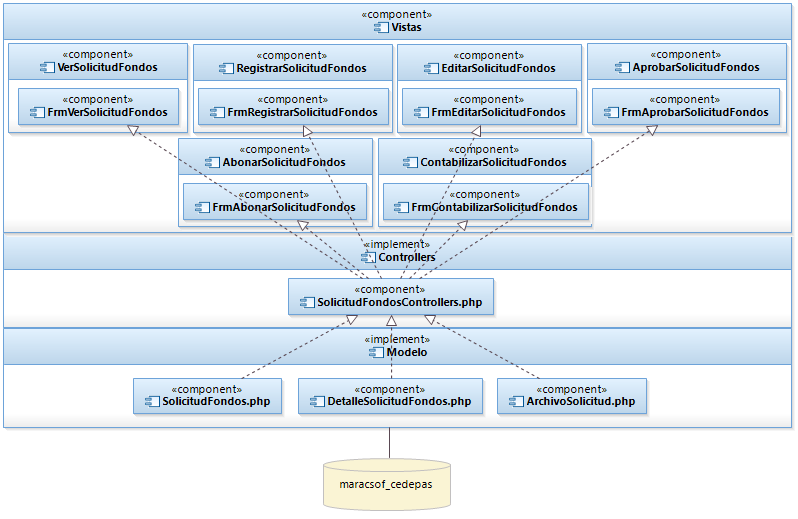 «component»
Vistas
«component»
VerSolicitudFondos
«component»
FrmVerSolicitudFondos
«component»
RegistrarSolicitudFondos
«component»
FrmRegistrarSolicitudFondos
«component»
EditarSolicitudFondos
«component»
FrmEditarSolicitudFondos
«component»
AprobarSolicitudFondos
«component»
FrmAprobarSolicitudFondos
«component»
AbonarSolicitudFondos
«component»
FrmAbonarSolicitudFondos
«component»
ContabilizarSolicitudFondos
«component»
FrmContabilizarSolicitudFondos
«implement»
Controllers
«component»
SolicitudFondosControllers.php
«implement»
Modelo
«component»
SolicitudFondos.php
«component»
DetalleSolicitudFondos.php
«component»
ArchivoSolicitud.php
maracsof_cedepas